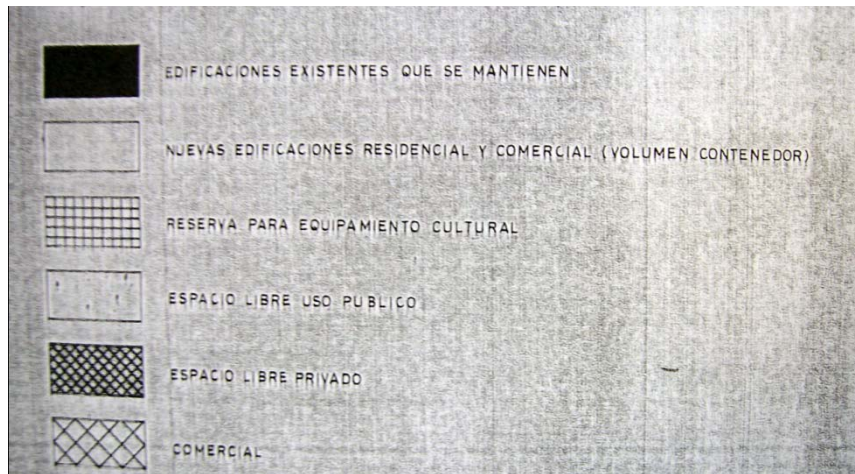 EDIFICACIONES EXISTENTES QUE SE MANTIENEN
NUEVAS EDIFICACIONES RESIDENCIAL Y COMERCIAL (VOLUMEN CONTENEDOR)
RESERVA PARA EQUIPAMIENTO CULTURAL
ESPACIO LIBRE USO PUBLICO
ESPACIO LIBRE PRIVADO
COMERCIAL